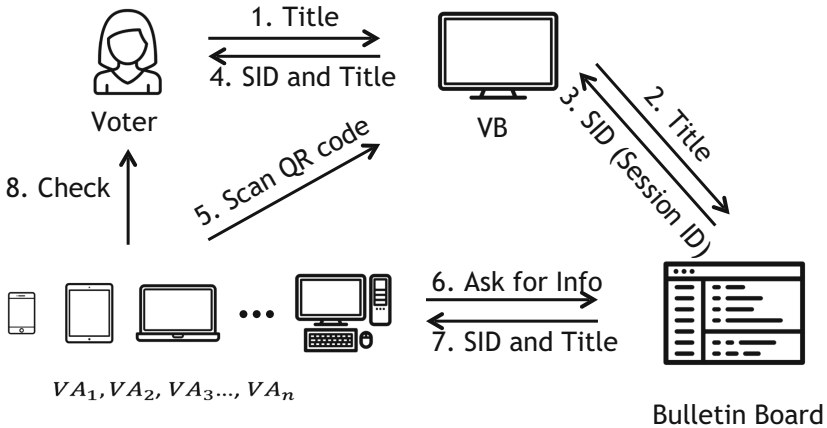 1. Title
4. SID and Title
Voter
VB
2. Title
3. SID (Session ID)
5. Scan QR code
8. Check
6. Ask for Info
7. SID and Title
VA₁, VA₂, VA₃..., VAₙ
Bulletin Board